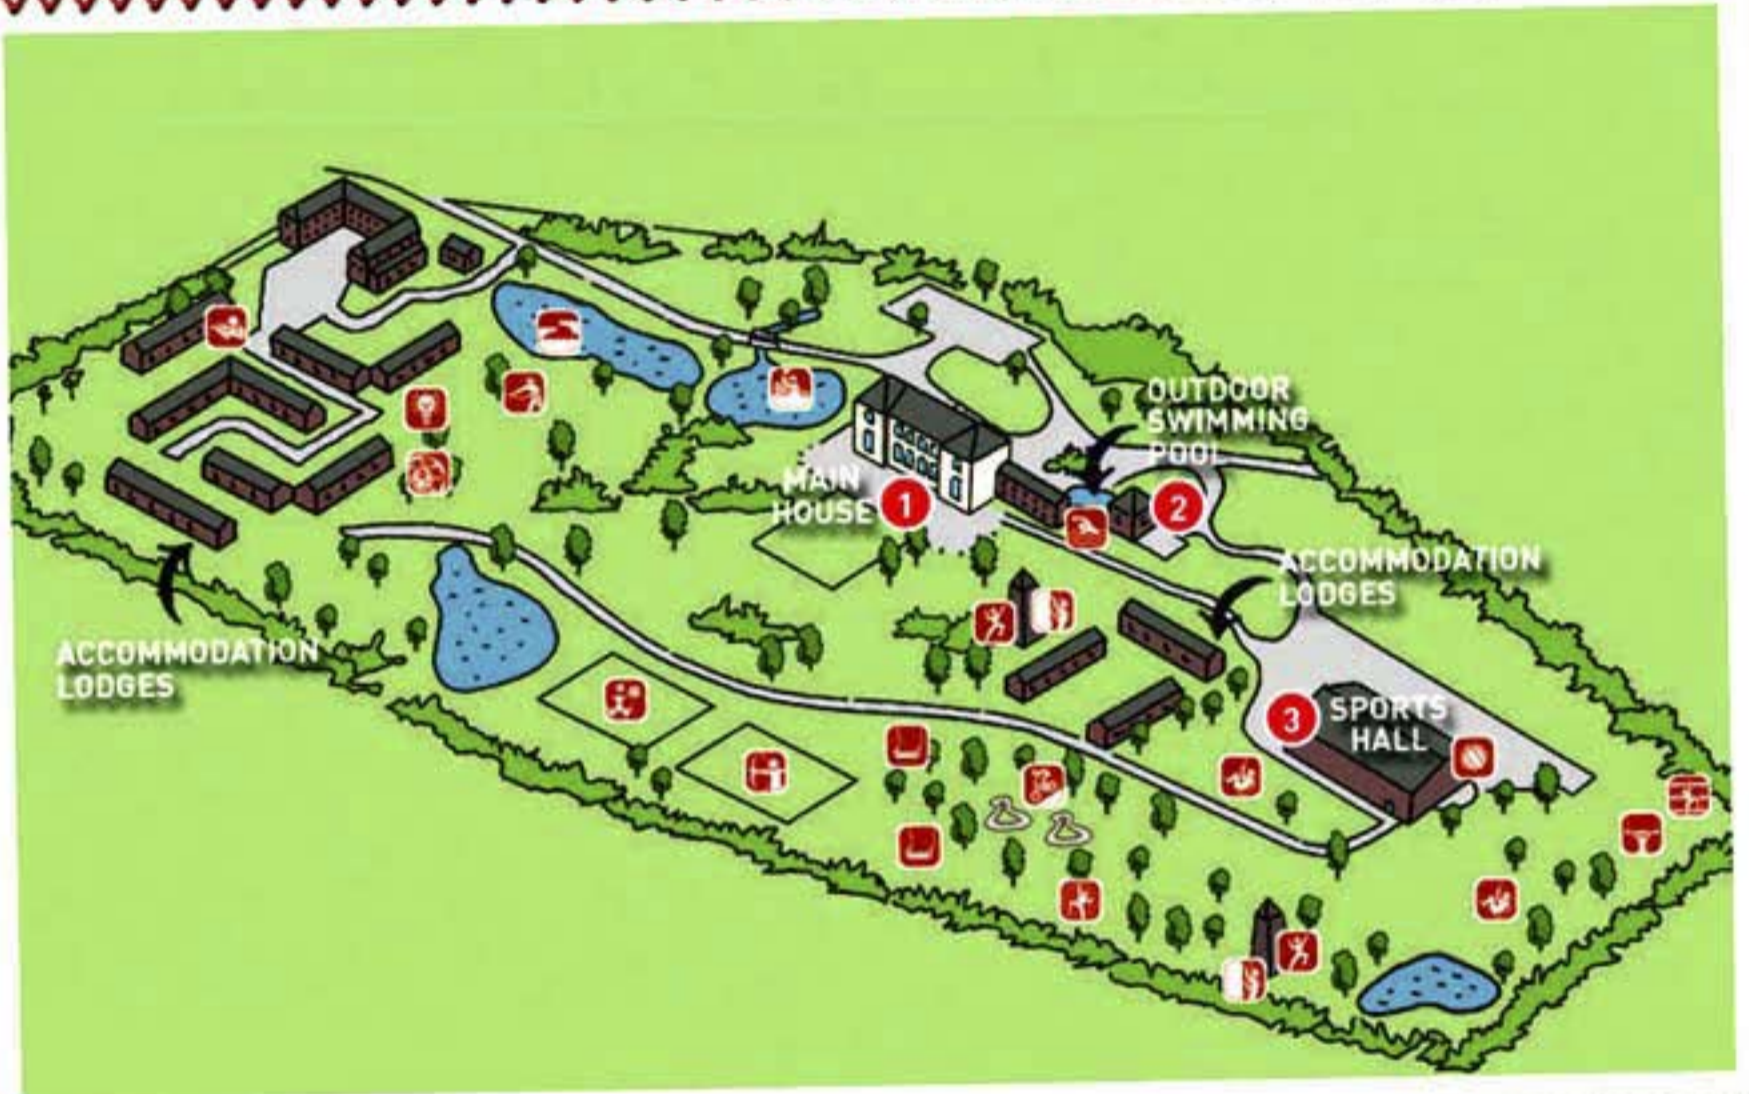 OUTDOOR
SWIMMING
POOL
MAIN
HOUSE
1
2
ACCOMMODATION
LODGES
ACCOMMODATION
LODGES
3
SPORTS
HALL